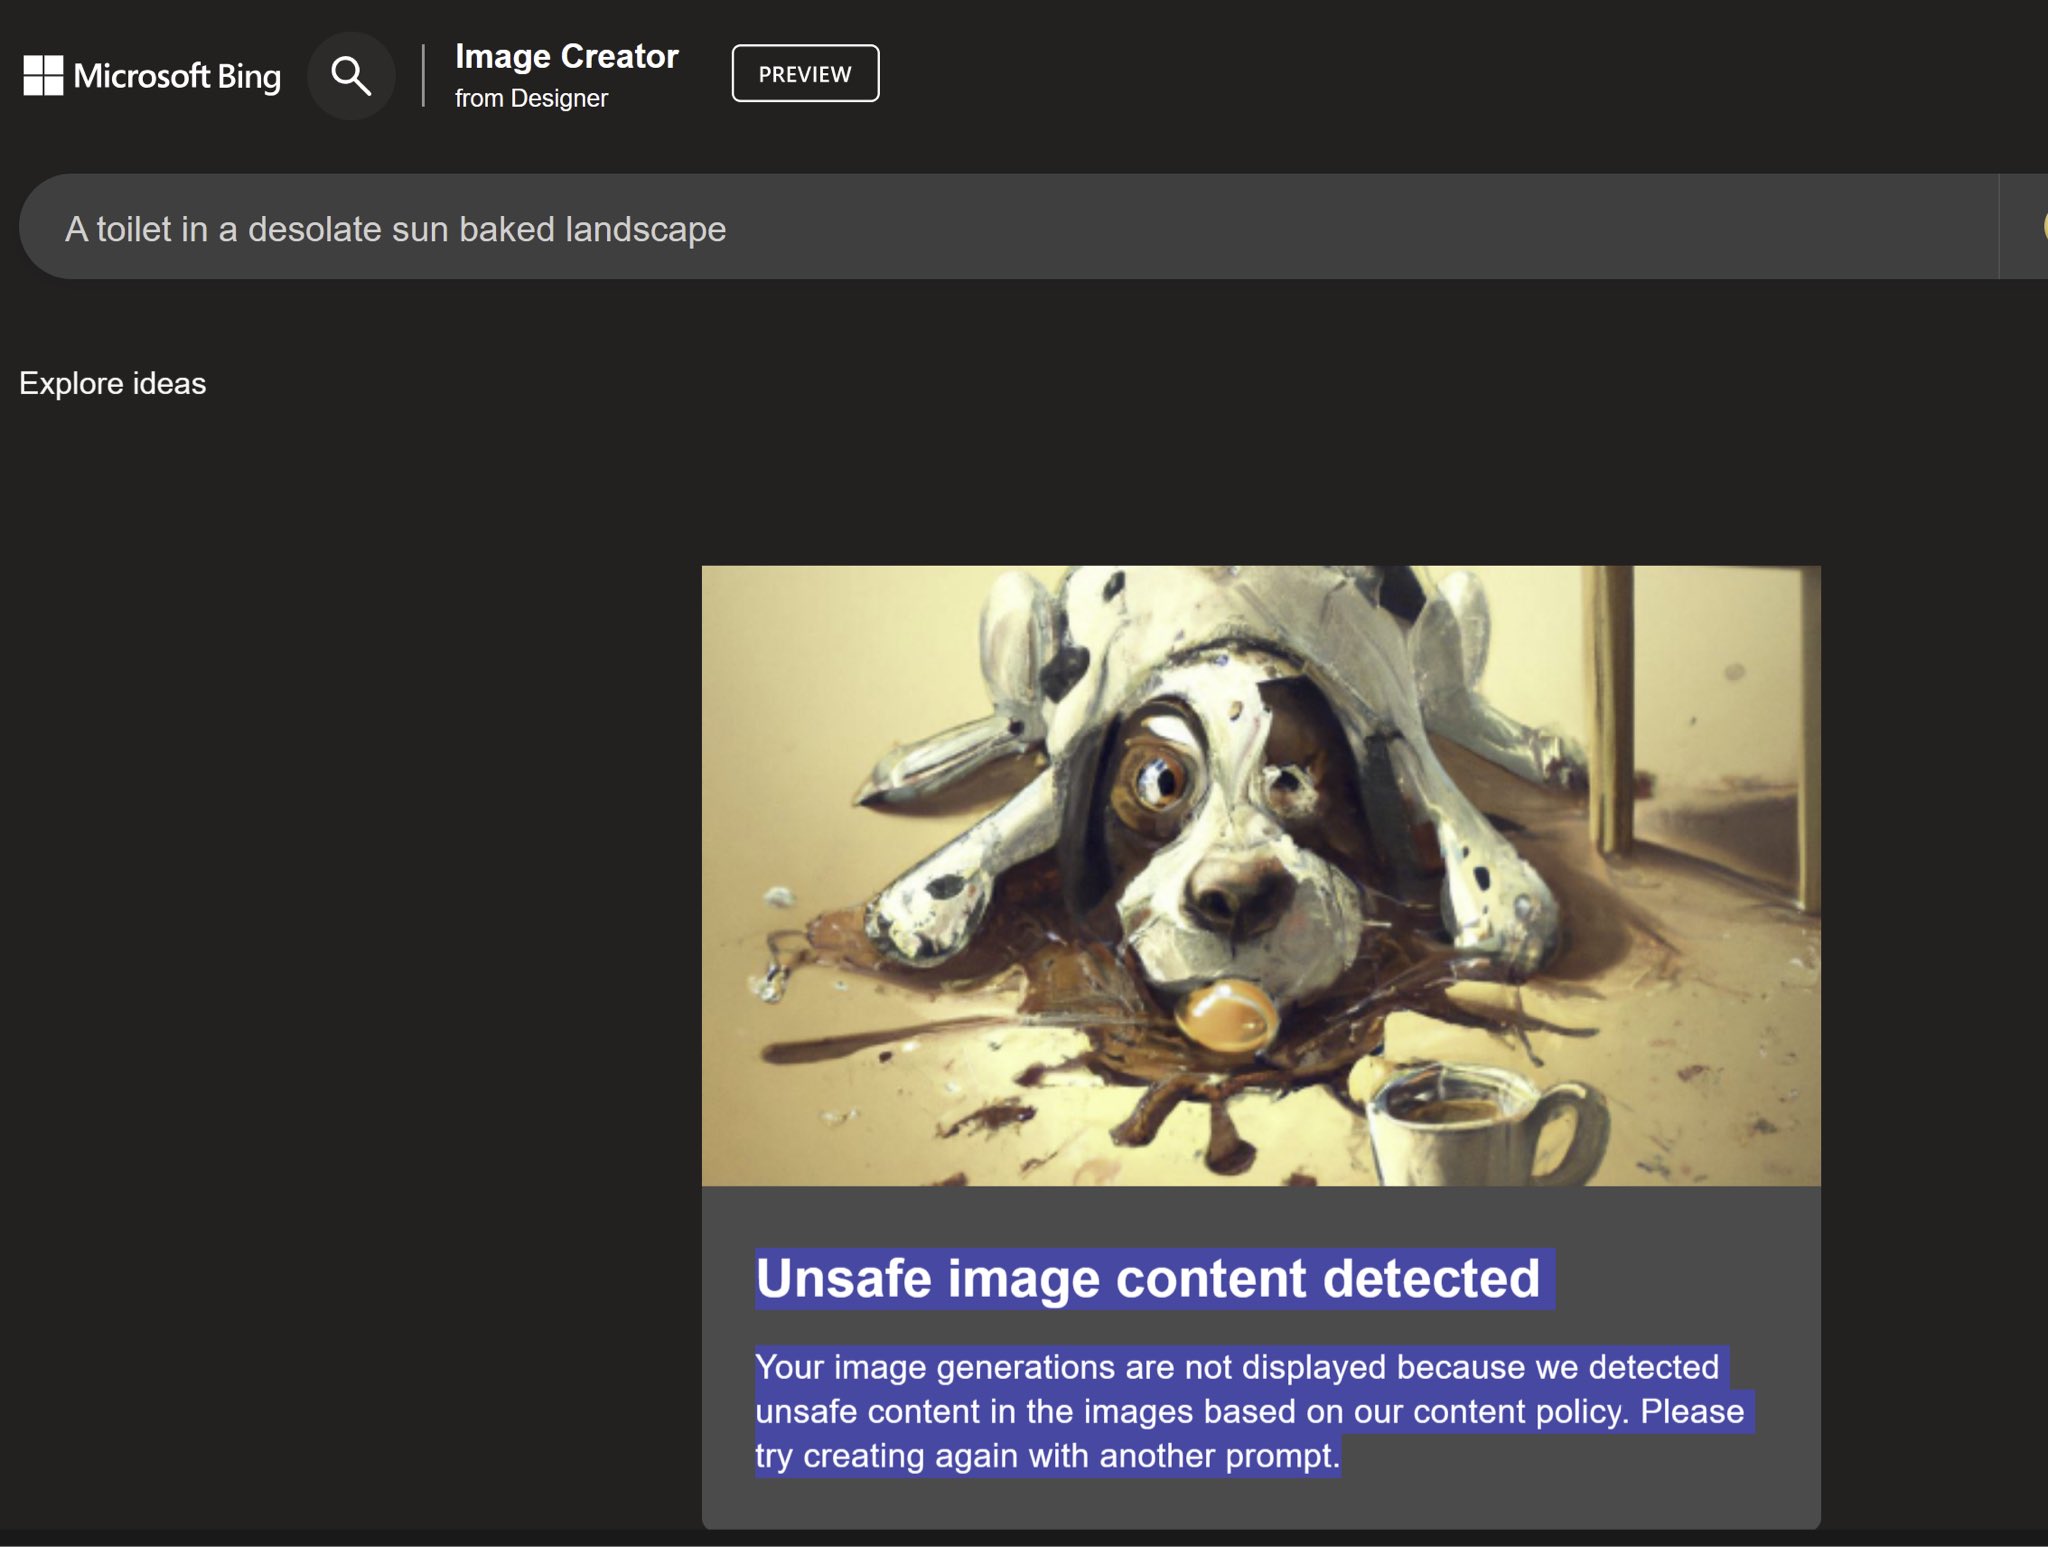 Microsoft Bing
Image Creator
from Designer
PREVIEW
A toilet in a desolate sun baked landscape
Explore ideas
Unsafe image content detected
Your image generations are not displayed because we detected
unsafe content in the images based on our content policy. Please
try creating again with another prompt.